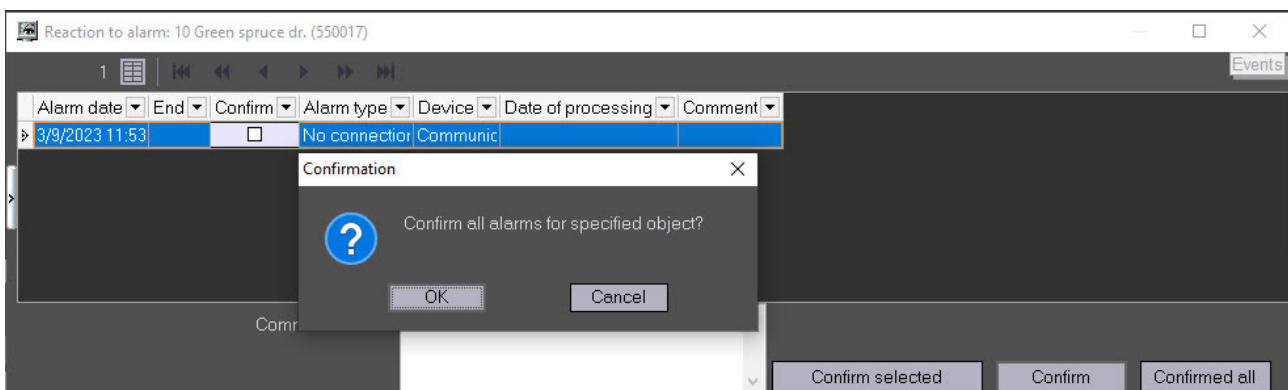 Reaction to alarm: 10 Green spruce dr. (550017)
1
Events
Alarm date End Confirm Alarm type Device Date of processing Comment
3/9/2023 11:53 No connection Communic
Confirmation
?
Confirm all alarms for specified object?
OK Cancel
Comm
Confirm selected Confirm Confirmed all